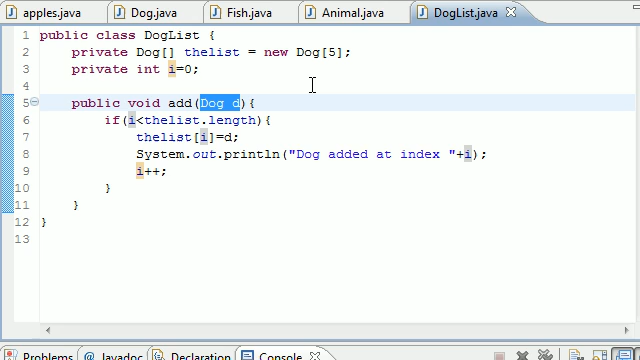 apples.java Dog.java Fish.java Animal.java DogList.java
1 public class DogList {
2 private Dog[] thelist = new Dog[5];
3 private int i=0;
4
5 public void add(Dog d){
6 if(i<thelist.length){
7 thelist[i]=d;
8 System.out.println("Dog added at index "+i);
9 i++;
10 }
11 }
12 }
13
Problems @ Javadoc Declaration Console